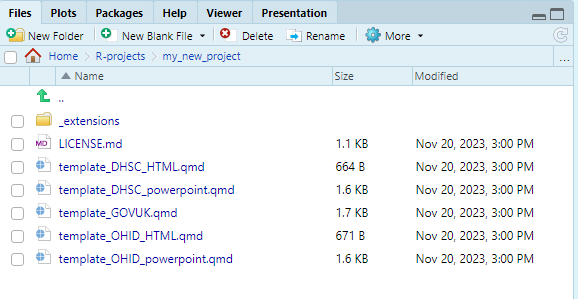 Files Plots Packages Help Viewer Presentation
New Folder New Blank File Delete Rename More
Home R-projects my_new_project ...
Name Size Modified
..
_extensions
MD LICENSE.md 1.1 KB Nov 20, 2023, 3:00 PM
template_DHSC_HTML.qmd 664 B Nov 20, 2023, 3:00 PM
template_DHSC_powerpoint.qmd 1.6 KB Nov 20, 2023, 3:00 PM
template_GOVUK.qmd 1.7 KB Nov 20, 2023, 3:00 PM
template_OHID_HTML.qmd 671 B Nov 20, 2023, 3:00 PM
template_OHID_powerpoint.qmd 1.6 KB Nov 20, 2023, 3:00 PM